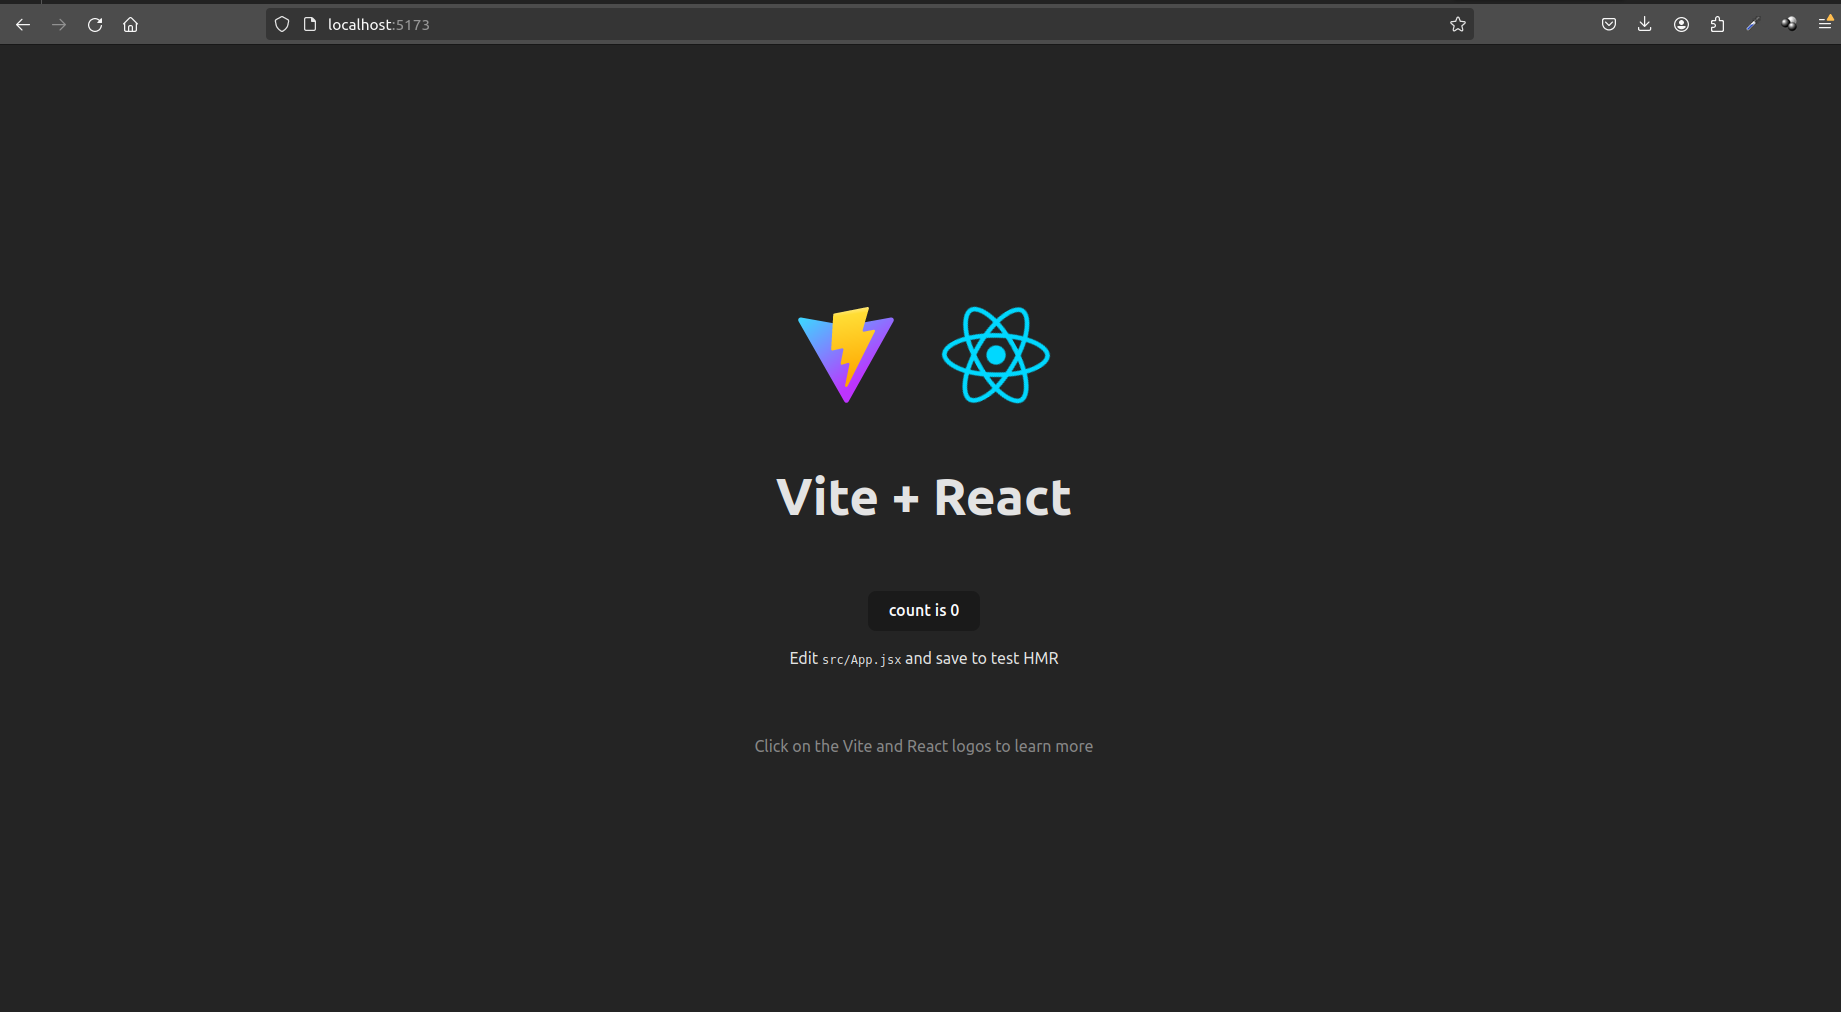 localhost:5173
Vite + React
count is 0
Edit src/App.jsx and save to test HMR
Click on the Vite and React logos to learn more